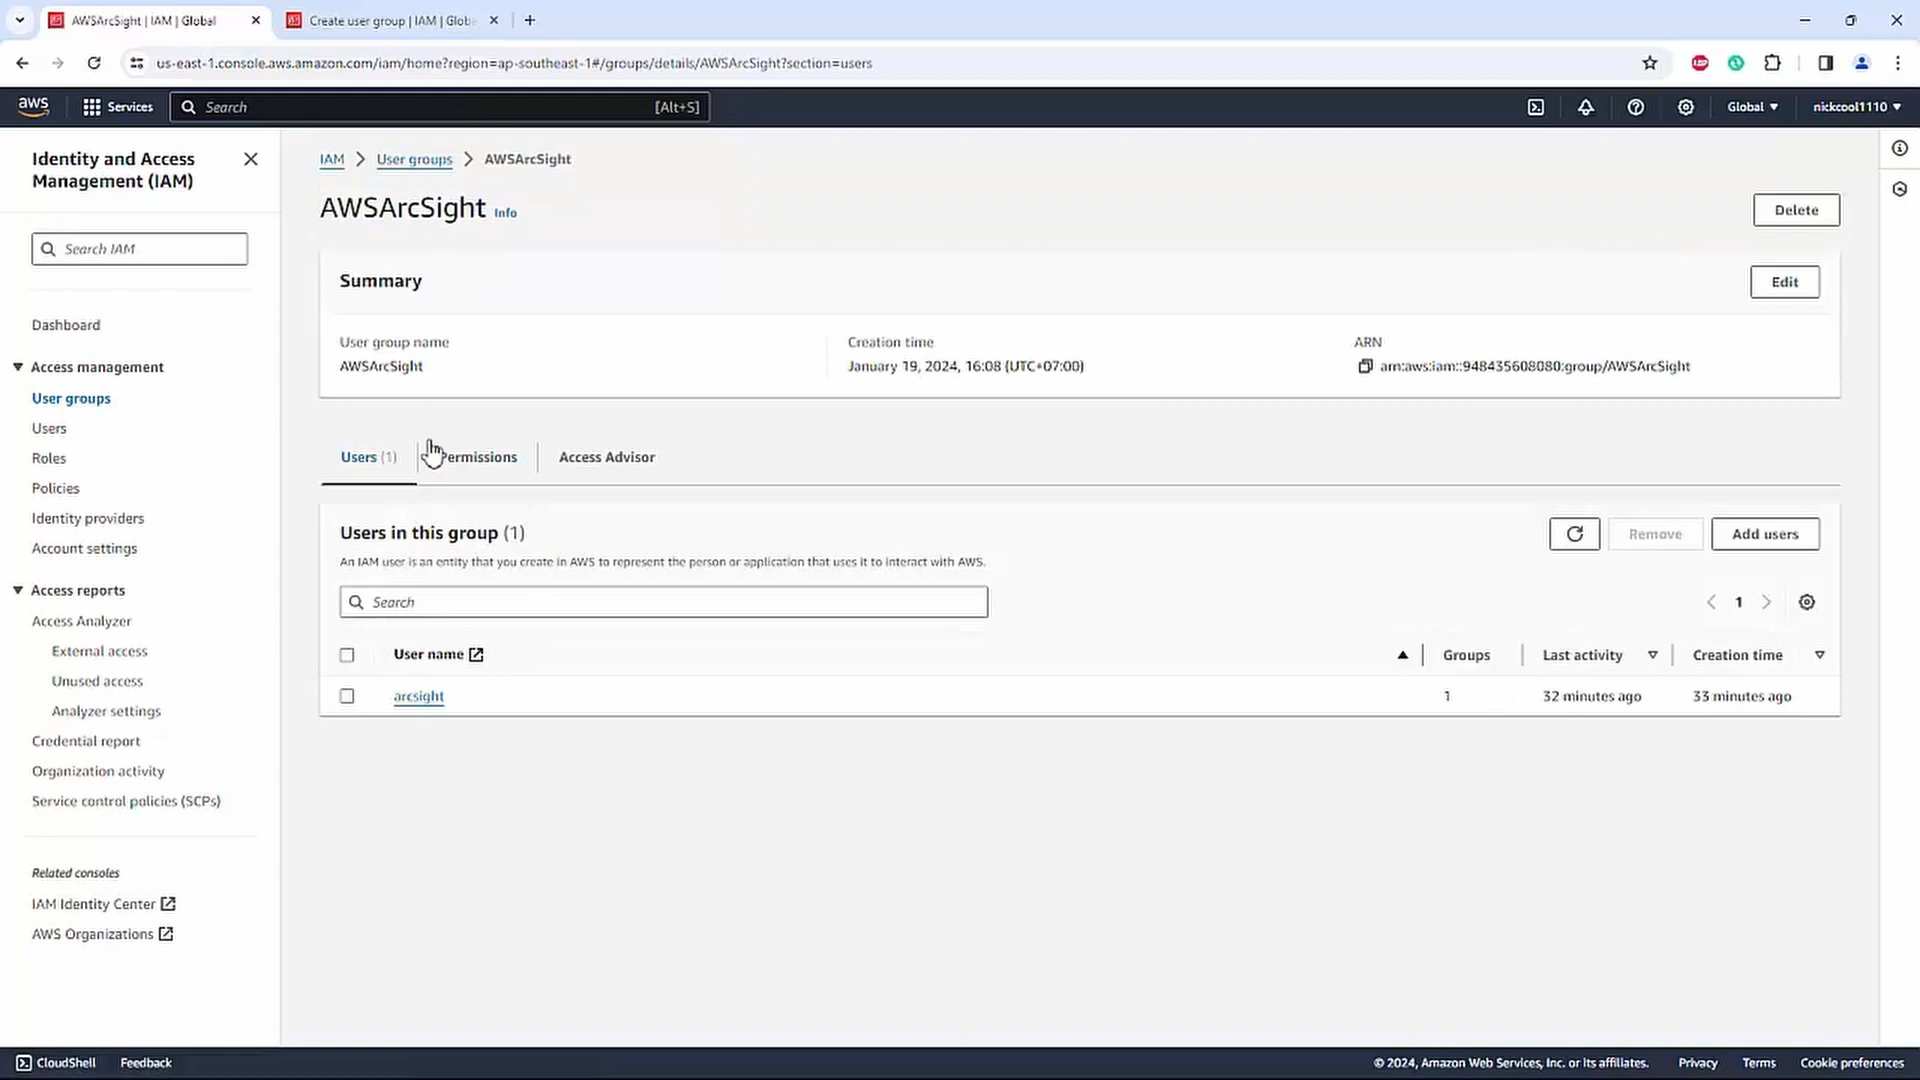 AWSArcSight | IAM | Global
Create user group | IAM | Glob
us-east-1.console.aws.amazon.com/iam/home?region=ap-southeast-1#/groups/details/AWSArcSight?section=users
aws
Services
Search
[Alt+S]
Global
nickcool1110
Identity and Access
Management (IAM)
Search IAM
Dashboard
Access management
User groups
Users
Roles
Policies
Identity providers
Account settings
Access reports
Access Analyzer
External access
Unused access
Analyzer settings
Credential report
Organization activity
Service control policies (SCPs)
Related consoles
IAM Identity Center
AWS Organizations
IAM > User groups > AWSArcSight
AWSArcSight Info
Delete
Summary
Edit
User group name
AWSArcSight
Creation time
January 19, 2024, 16:08 (UTC+07:00)
ARN
arn:aws:iam::948435608080:group/AWSArcSight
Users (1)
Permissions
Access Advisor
Users in this group (1)
Remove
Add users
An IAM user is an entity that you create in AWS to represent the person or application that uses it to interact with AWS.
Search
1
User name
Groups
Last activity
Creation time
arcsight
1
32 minutes ago
33 minutes ago
CloudShell
Feedback
© 2024, Amazon Web Services, Inc. or its affiliates.
Privacy
Terms
Cookie preferences